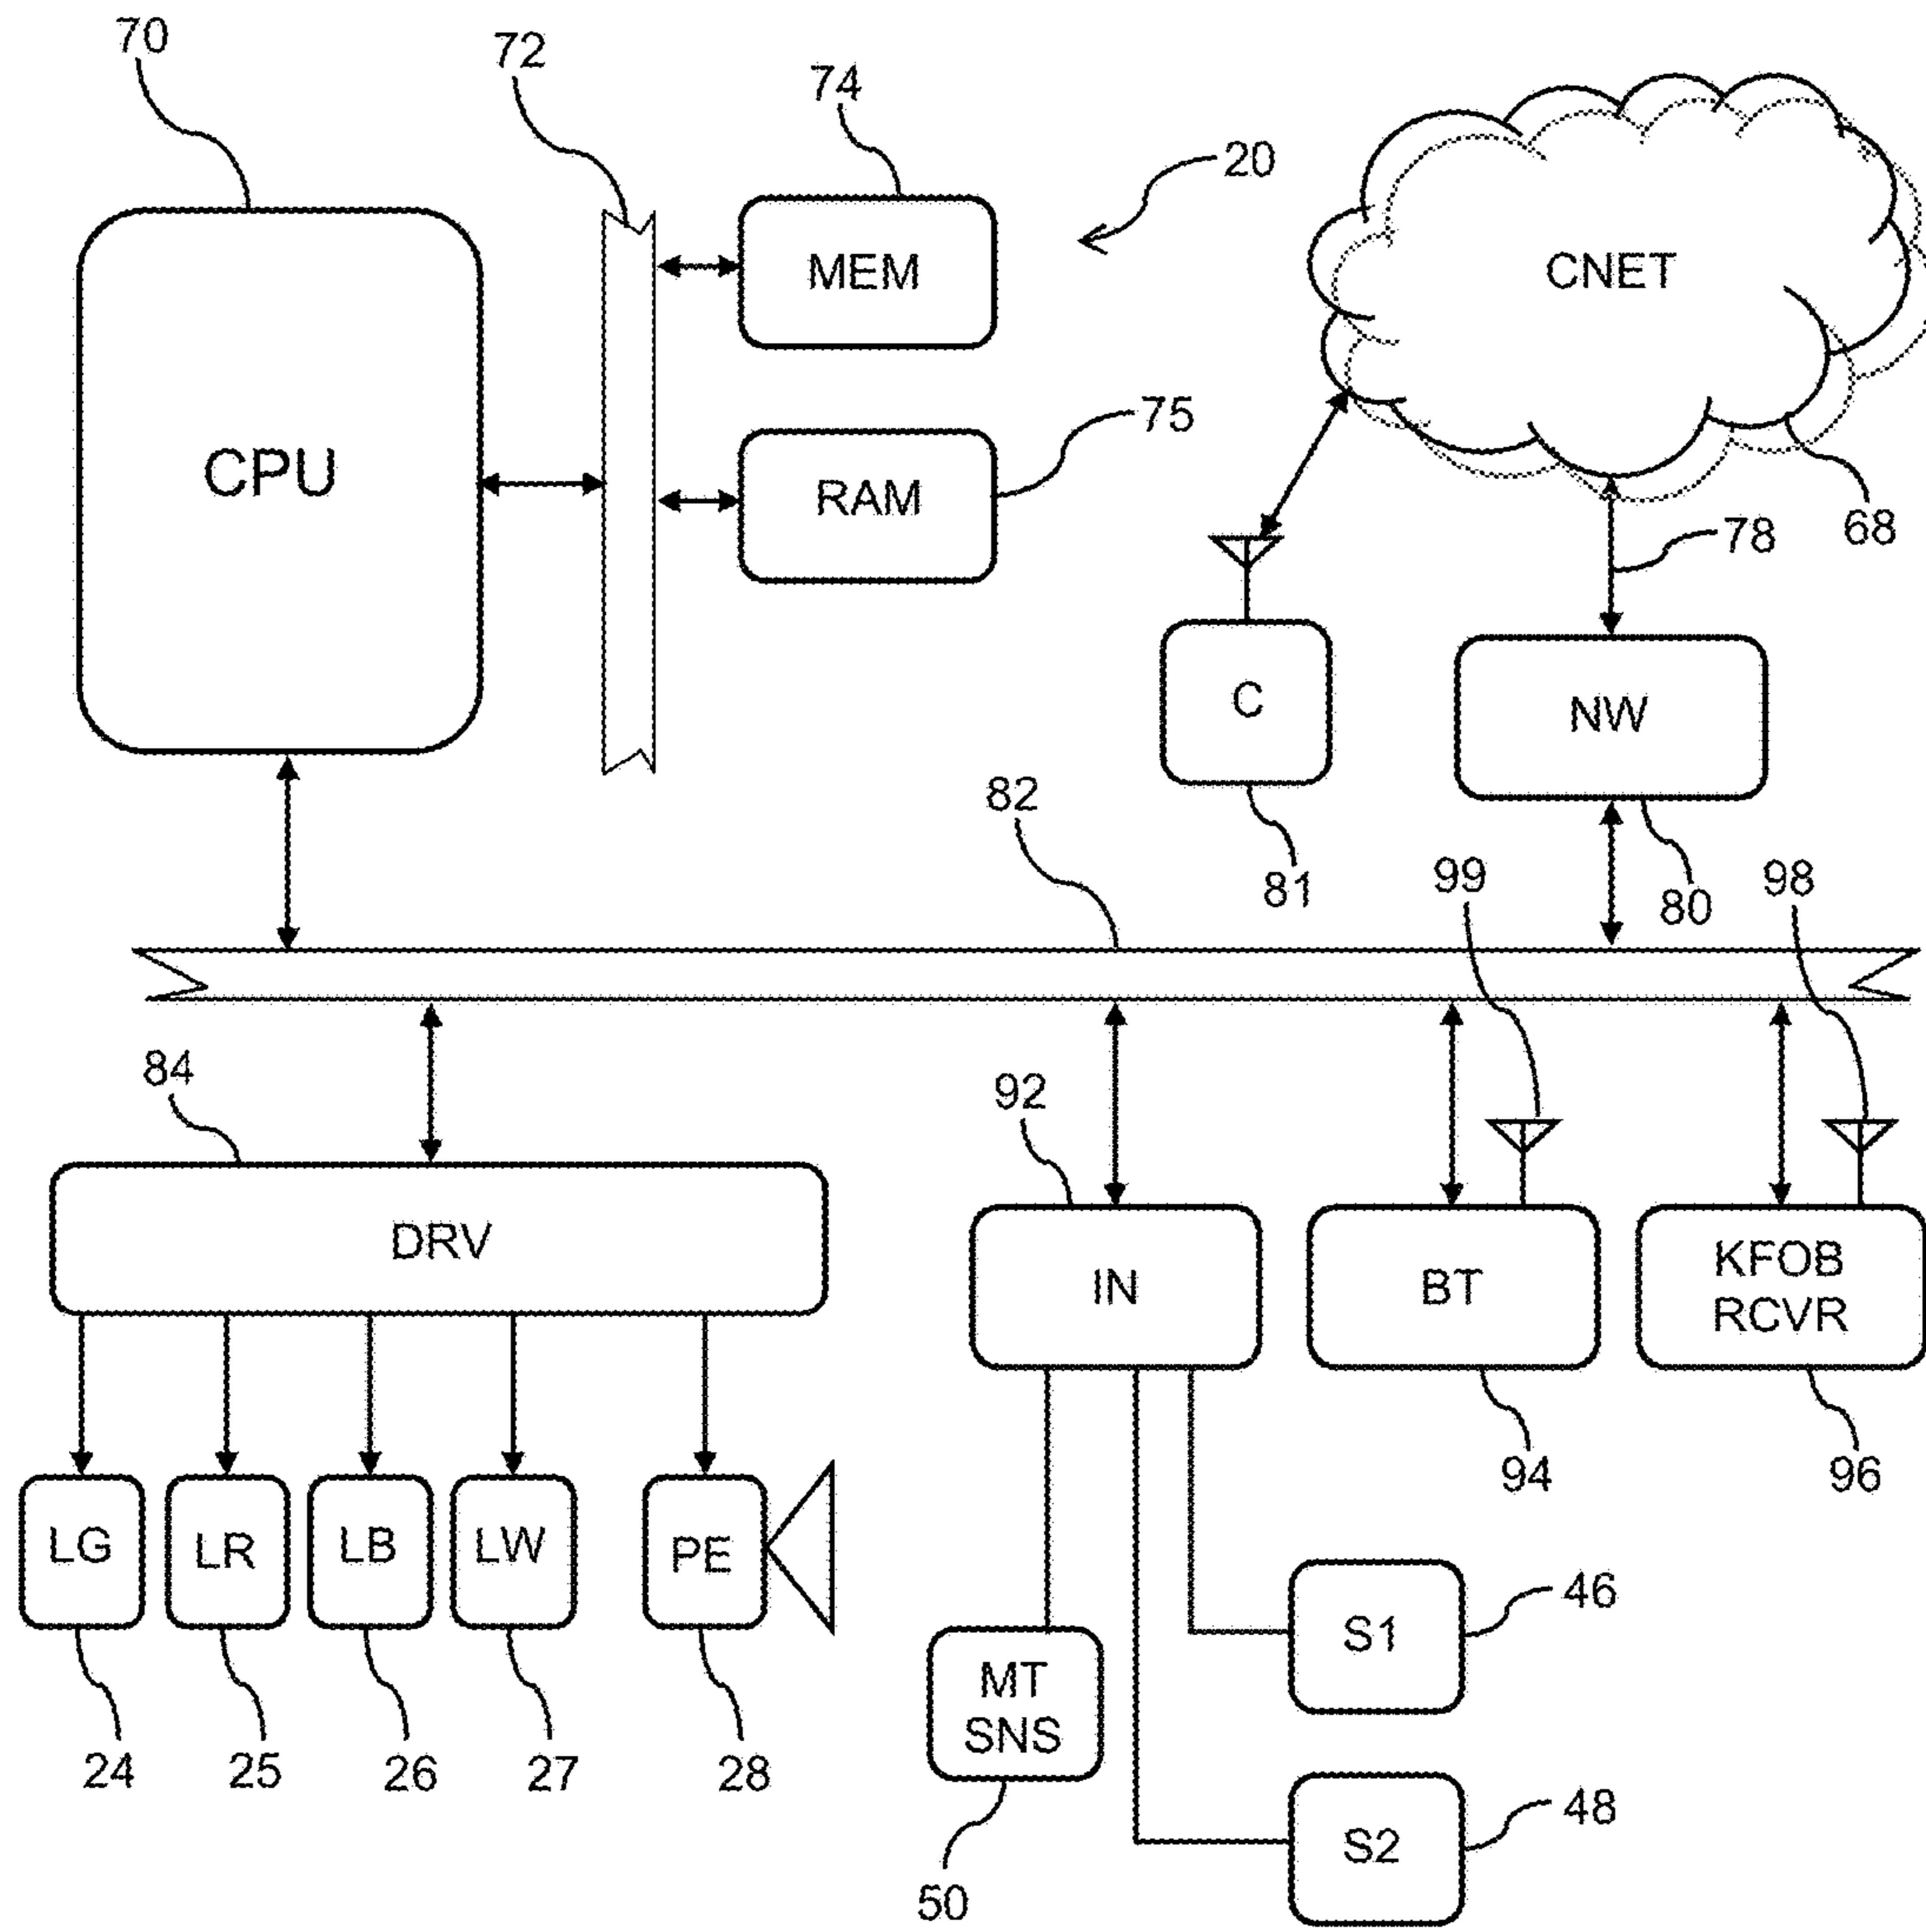 70
72
74
20
MEM
CNET
CPU
75
RAM
78
68
C
NW
82
81
99
80
98
84
92
DRV
IN
BT
KFOB
RCVR
94
96
LG
LR
LB
LW
PE
46
S1
MT
SNS
24
25
26
27
28
48
S2
50